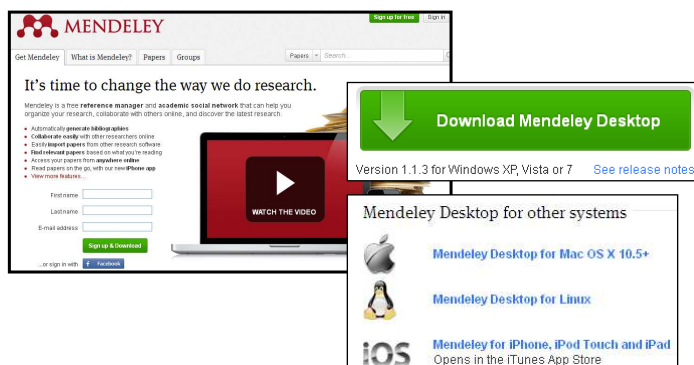 MENDELEY
Sign up for free
Sign in
Get Mendeley
What is Mendeley?
Papers
Groups
Papers
Search...
It's time to change the way we do research.
Mendeley is a free reference manager and academic social network that can help you
organize your research, collaborate with others online, and discover the latest research.
Automatically generate bibliographies
Collaborate easily with other researchers online
Easily import papers from other research software
Find relevant papers based on what you're reading
Access your papers from anywhere online
Read papers on the go, with our new iPhone app
View more features...
First name
Last name
E-mail address
Sign up & Download
...or sign in with
f Facebook
WATCH THE VIDEO
Download Mendeley Desktop
Version 1.1.3 for Windows XP, Vista or 7
See release notes
Mendeley Desktop for other systems
Mendeley Desktop for Mac OS X 10.5+
Mendeley Desktop for Linux
iOS
Mendeley for iPhone, iPod Touch and iPad
Opens in the iTunes App Store